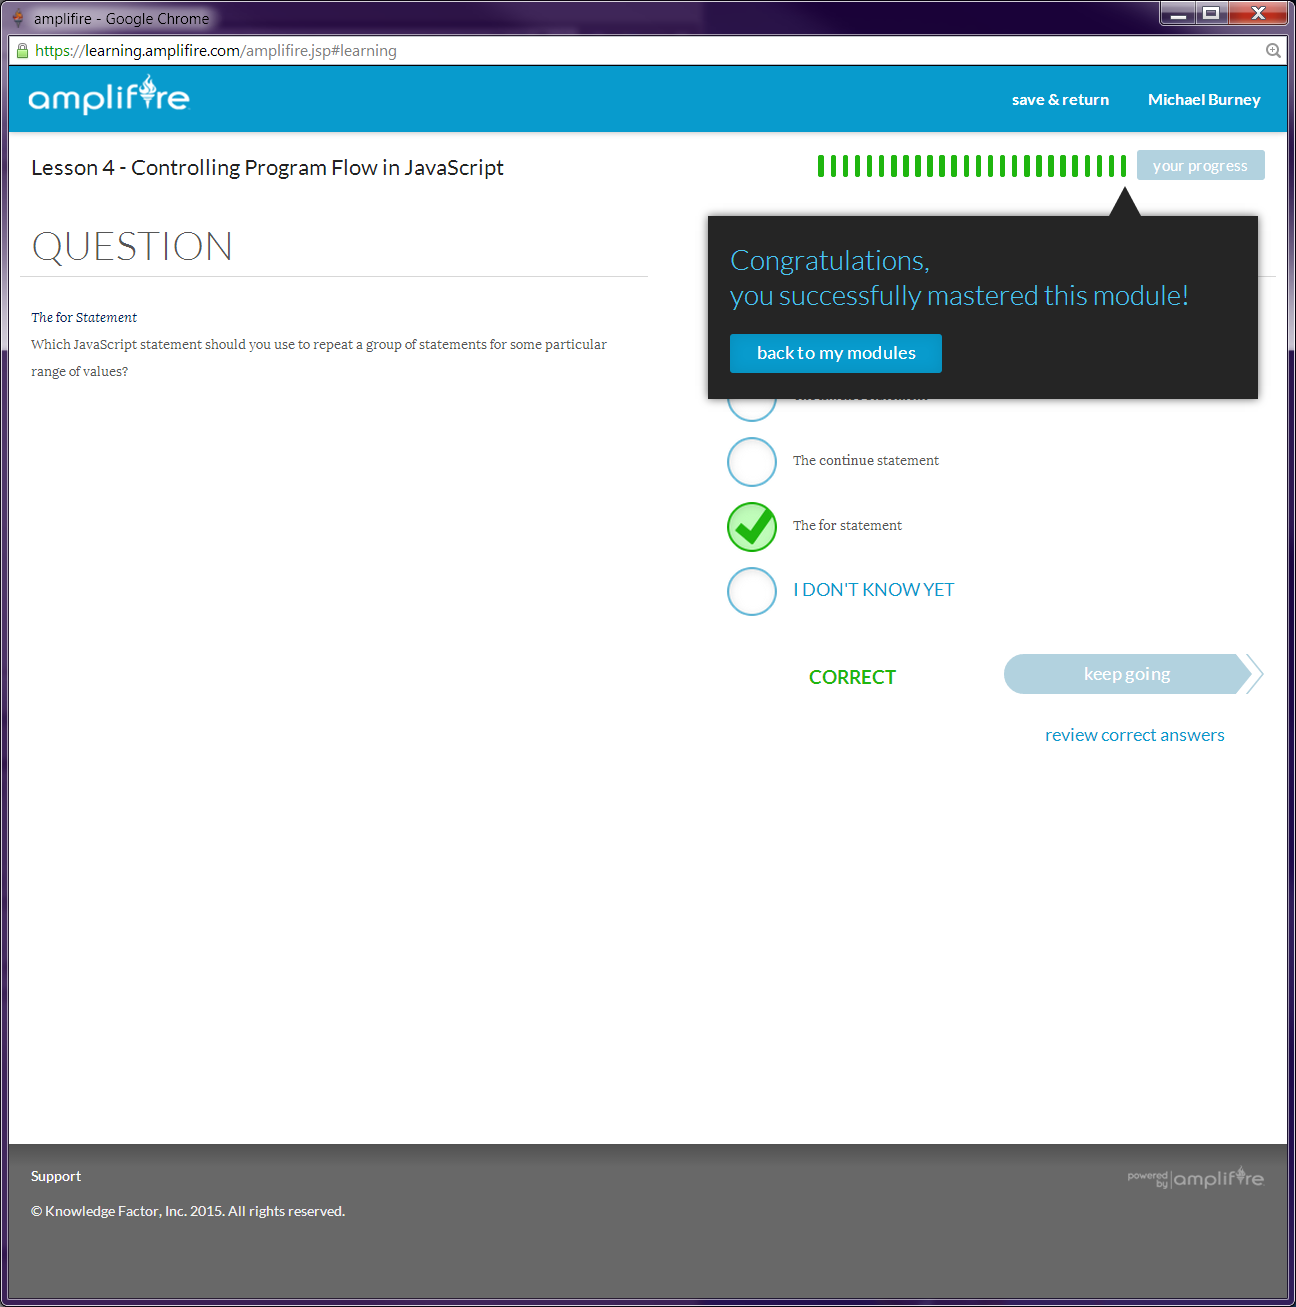 amplifire - Google Chrome
https://learning.amplifire.com/amplifire.jsp#learning
amplifire
save & return
Michael Burney
Lesson 4 - Controlling Program Flow in JavaScript
your progress
QUESTION
Congratulations,
you successfully mastered this module!
back to my modules
The for Statement
Which JavaScript statement should you use to repeat a group of statements for some particular
range of values?
The continue statement
The for statement
I DON'T KNOW YET
CORRECT
keep going
review correct answers
Support
powered by amplifire
© Knowledge Factor, Inc. 2015. All rights reserved.